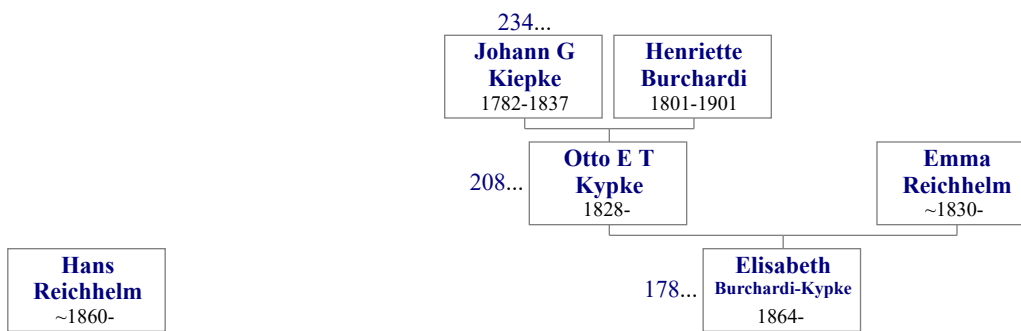 234...
Johann G
Kiepke
1782-1837
Henriette
Burchardi
1801-1901
208...
Otto E T
Kypke
1828-
Emma
Reichhelm
~1830-
Hans
Reichhelm
~1860-
178...
Elisabeth
Burchardi-Kypke
1864-